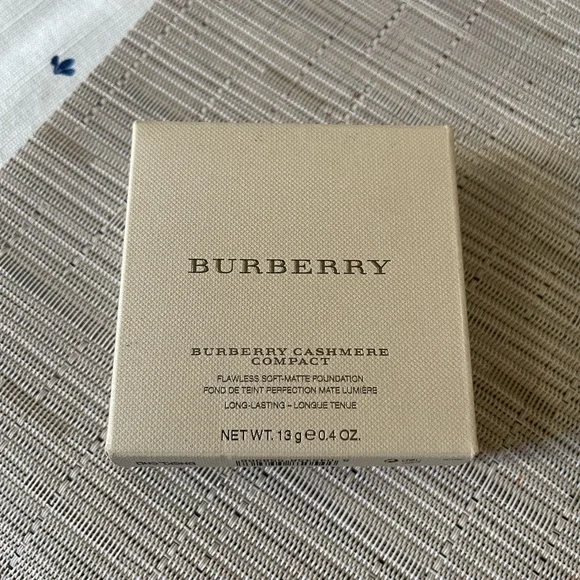 BURBERRY
BURBERRY CASHMERE
COMPACT
FLAWLESS SOFT-MATTE FOUNDATION
FOND DE TEINT PERFECTION MATE LUMIÈRE
LONG-LASTING – LONGUE TENUE
NET WT. 13 g ℮ 0.4 OZ.